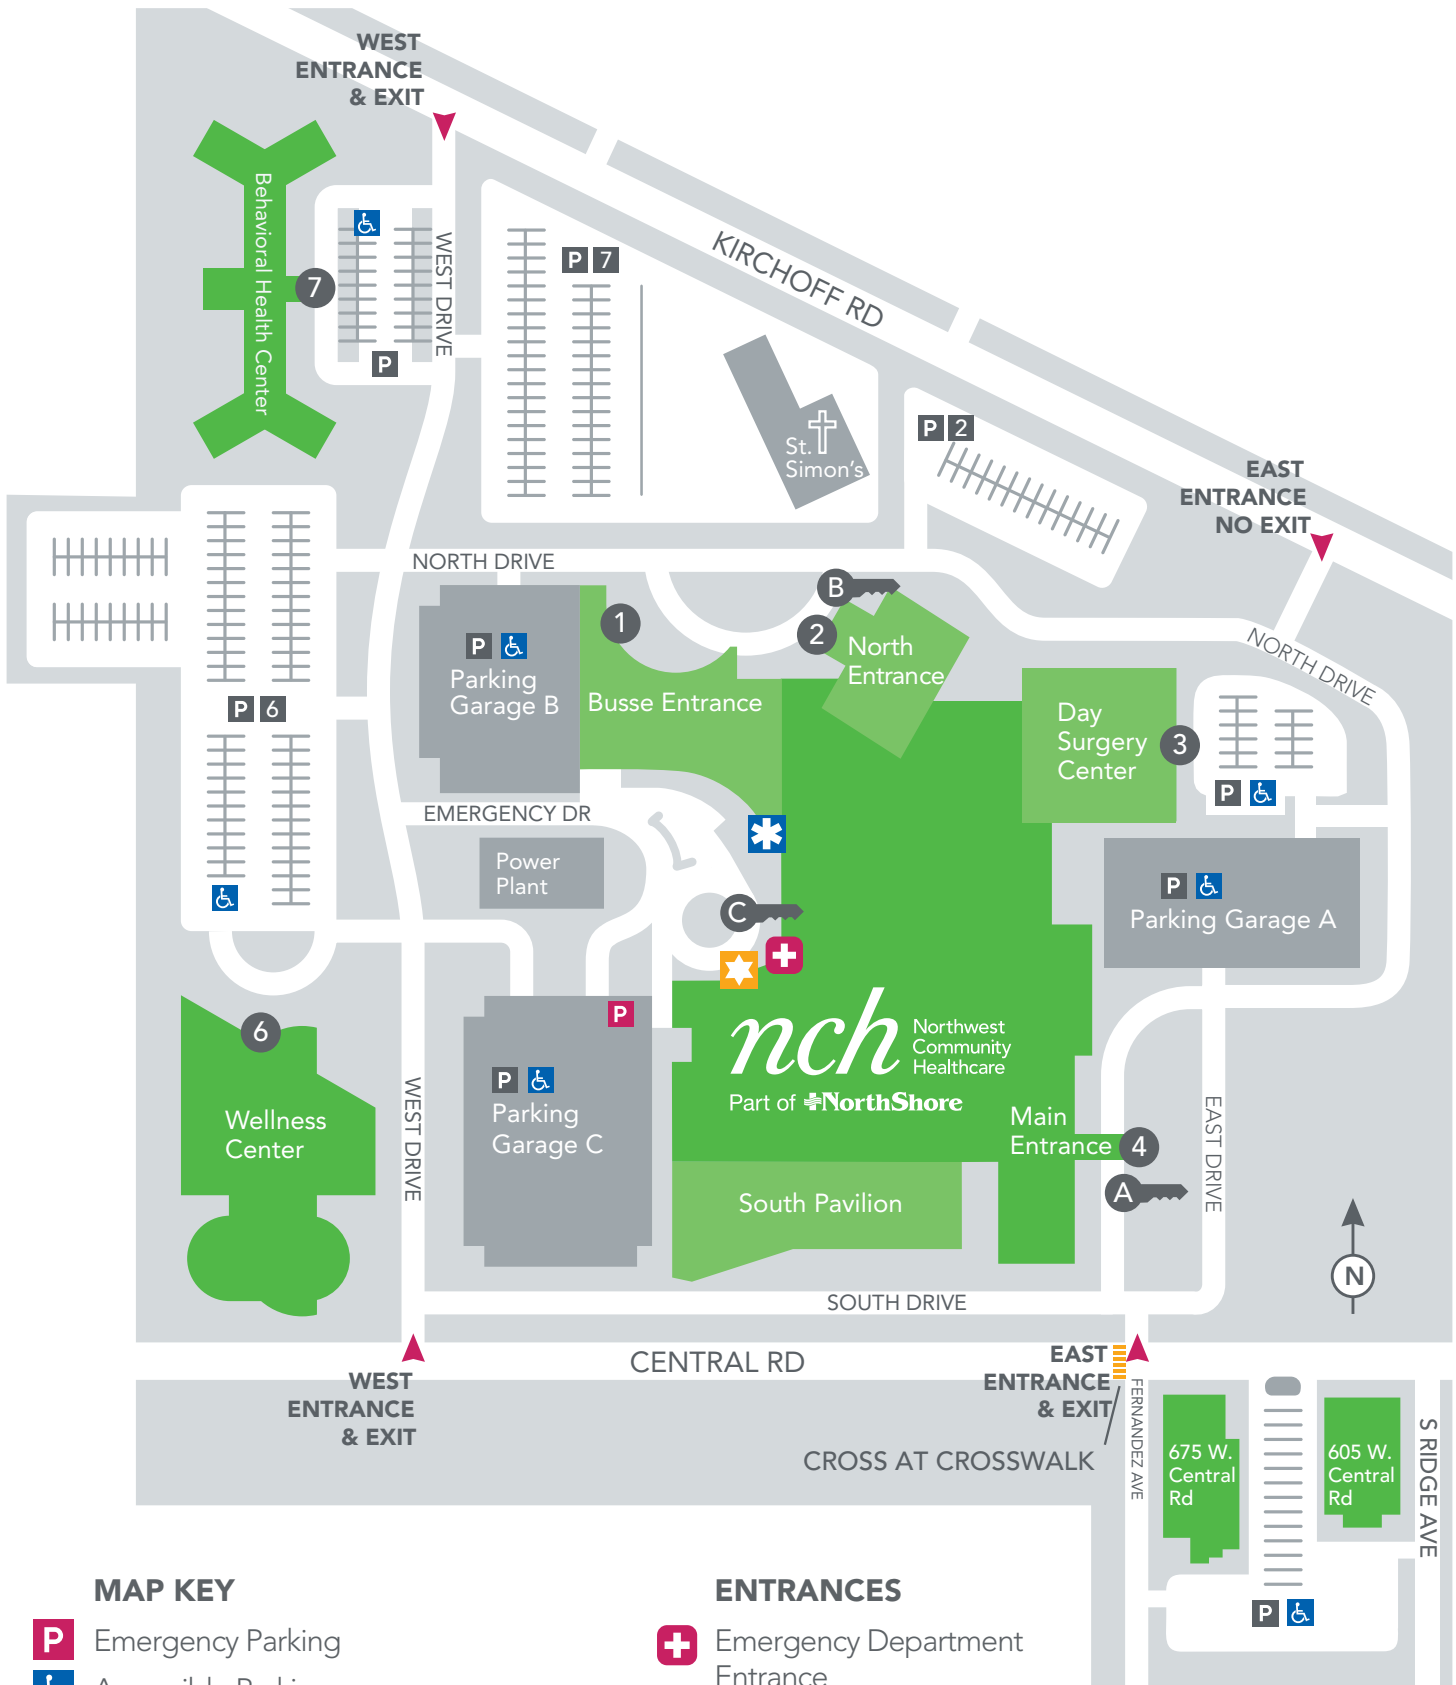 WEST
ENTRANCE
& EXIT
Behavioral Health Center
7
WEST DRIVE
P
P 7
KIRCHOFF RD
St.
Simon's
P 2
EAST
ENTRANCE
NO EXIT
NORTH DRIVE
NORTH DRIVE
B
1
2
North
Entrance
P
Parking
Garage B
Busse Entrance
P 6
Day
Surgery
Center
3
P
EMERGENCY DR
Power
Plant
C
P
Parking Garage A
P
nch
Northwest
Community
Healthcare
Part of NorthShore
6
Wellness
Center
WEST DRIVE
P
Parking
Garage C
Main
Entrance
4
A
EAST DRIVE
South Pavilion
N
SOUTH DRIVE
CENTRAL RD
WEST
ENTRANCE
& EXIT
EAST
ENTRANCE
& EXIT
CROSS AT CROSSWALK
FERNANDEZ AVE
675 W.
Central
Rd
605 W.
Central
Rd
S RIDGE AVE
P
MAP KEY
P Emergency Parking
ENTRANCES
Emergency Department
Entrance